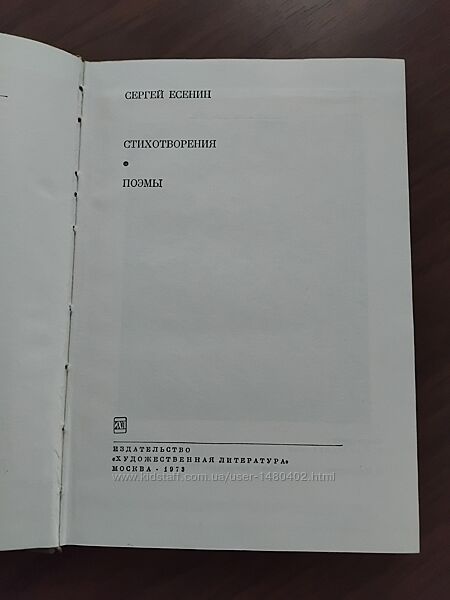 СЕРГЕЙ ЕСЕНИН
СТИХОТВОРЕНИЯ
ПОЭМЫ
ИЗДАТЕЛЬСТВО
«ХУДОЖЕСТВЕННАЯ ЛИТЕРАТУРА»
МОСКВА · 1973
www.kidstaff.com.ua/user-1480402.html